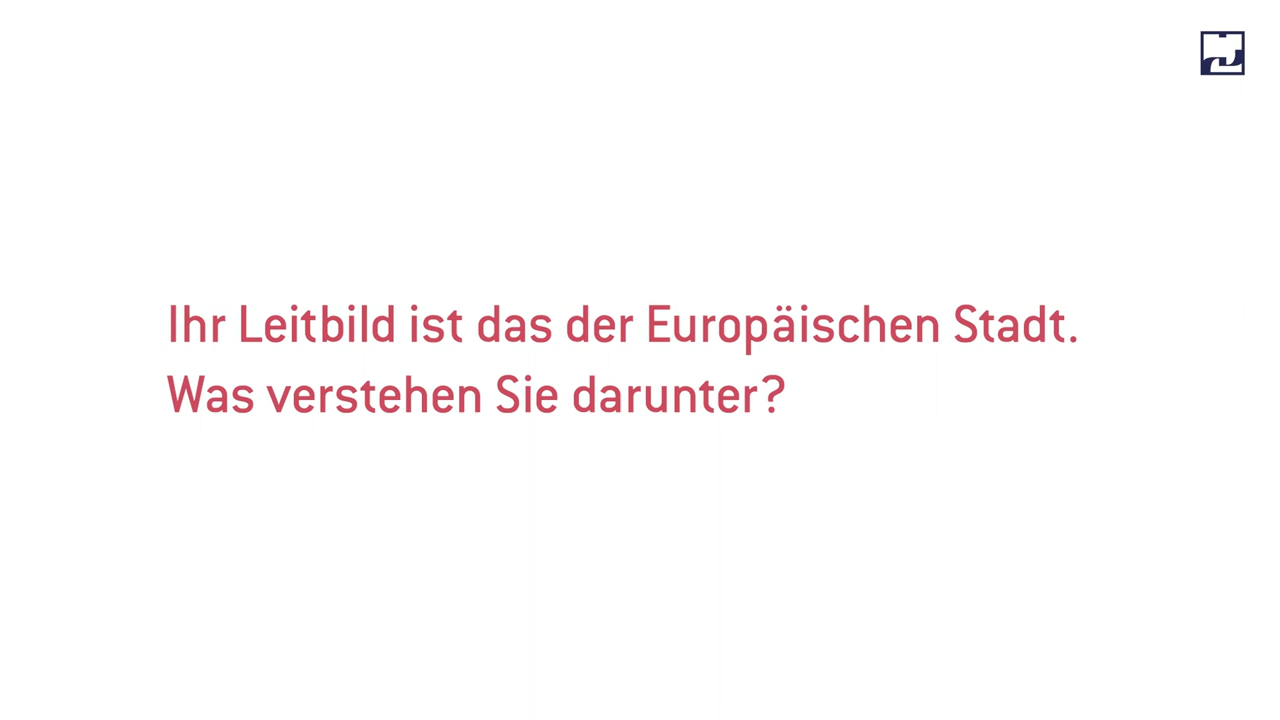 Ihr Leitbild ist das der Europäischen Stadt.
Was verstehen Sie darunter?